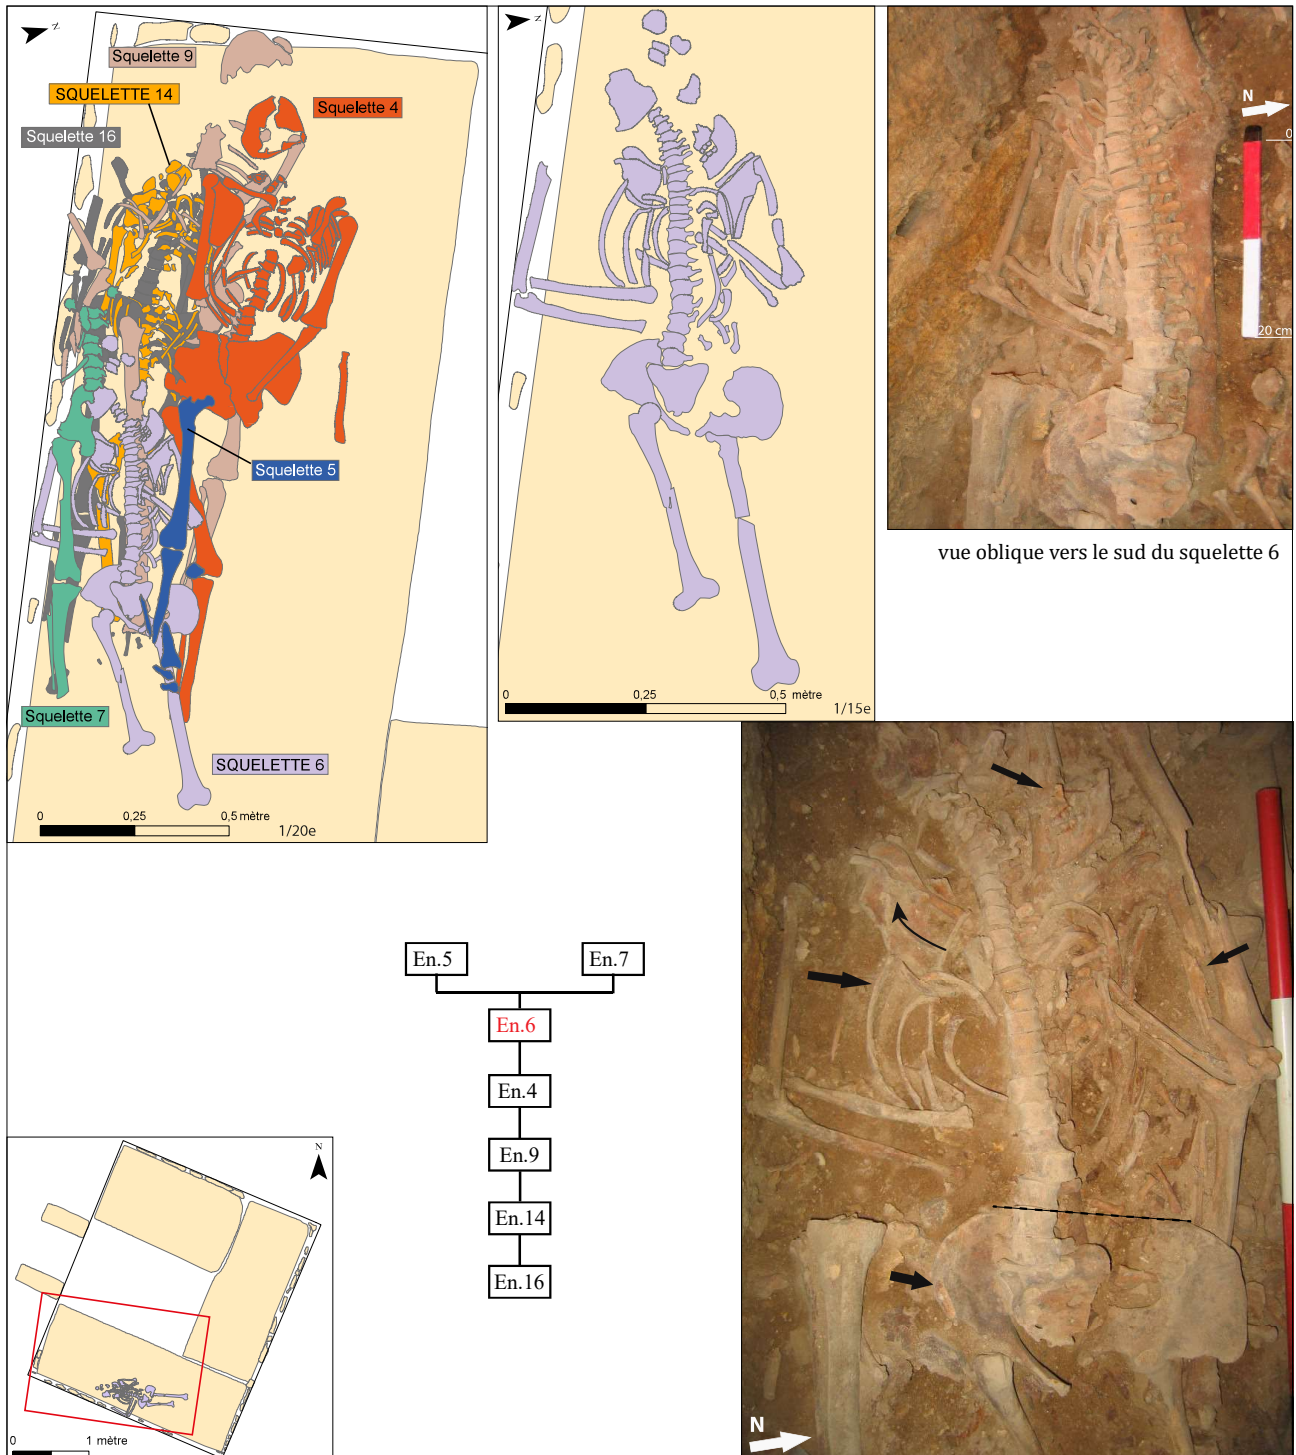 N
Squelette 9
SQUELETTE 14
Squelette 4
Squelette 16
Squelette 5
Squelette 7
SQUELETTE 6
0 0,25 0,5 mètre
1/20e
N
0 0,25 0,5 mètre
1/15e
N
0
20 cm
vue oblique vers le sud du squelette 6
En.5 En.7
En.6
En.4
En.9
En.14
En.16
N
0 1 mètre
N